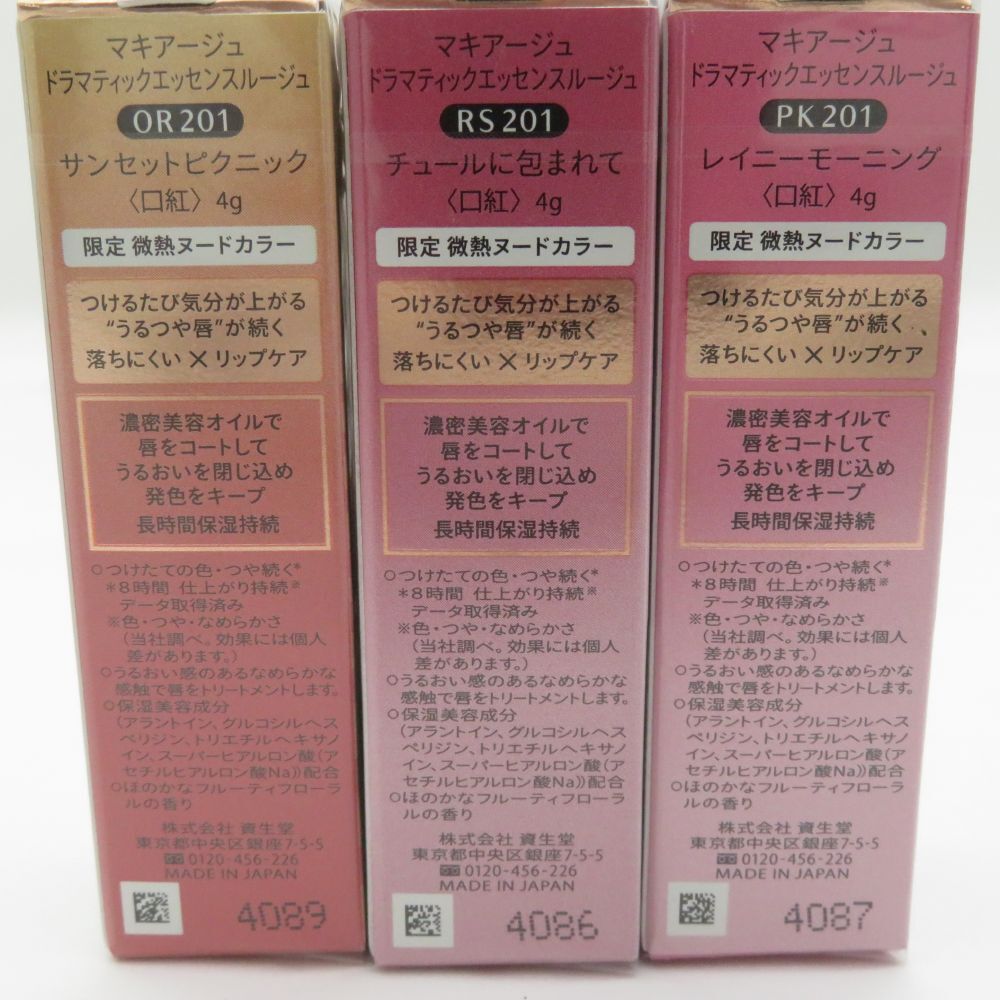 マキアージュ
ドラマティックエッセンスルージュ
OR201
サンセットピクニック
〈口紅〉4g
限定 微熱ヌードカラー
つけるたび気分が上がる
“うるつや唇”が続く
落ちにくい×リップケア
濃密美容オイルで
唇をコートして
うるおいを閉じ込め
発色をキープ
長時間保湿持続
○つけたての色・つや続く*
*8時間 仕上がり持続※
データ取得済み
※色・つや・なめらかさ
（当社調べ。効果には個人
差があります。）
○うるおい感のあるなめらかな
感触で唇をトリートメントします。
○保湿美容成分
（アラントイン、グルコシルヘス
ペリジン、トリエチルヘキサノ
イン、スーパーヒアルロン酸（ア
セチルヒアルロン酸Na））配合
○ほのかなフルーティフローラ
ルの香り
株式会社 資生堂
東京都中央区銀座7-5-5
0120-456-226
MADE IN JAPAN
4089
マキアージュ
ドラマティックエッセンスルージュ
RS201
チュールに包まれて
〈口紅〉4g
限定 微熱ヌードカラー
つけるたび気分が上がる
“うるつや唇”が続く
落ちにくい×リップケア
濃密美容オイルで
唇をコートして
うるおいを閉じ込め
発色をキープ
長時間保湿持続
○つけたての色・つや続く*
*8時間 仕上がり持続※
データ取得済み
※色・つや・なめらかさ
（当社調べ。効果には個人
差があります。）
○うるおい感のあるなめらかな
感触で唇をトリートメントします。
○保湿美容成分
（アラントイン、グルコシルヘス
ペリジン、トリエチルヘキサノ
イン、スーパーヒアルロン酸（ア
セチルヒアルロン酸Na））配合
○ほのかなフルーティフローラ
ルの香り
株式会社 資生堂
東京都中央区銀座7-5-5
0120-456-226
MADE IN JAPAN
4086
マキアージュ
ドラマティックエッセンスルージュ
PK201
レイニーモーニング
〈口紅〉4g
限定 微熱ヌードカラー
つけるたび気分が上がる
“うるつや唇”が続く
落ちにくい×リップケア
濃密美容オイルで
唇をコートして
うるおいを閉じ込め
発色をキープ
長時間保湿持続
○つけたての色・つや続く*
*8時間 仕上がり持続※
データ取得済み
※色・つや・なめらかさ
（当社調べ。効果には個人
差があります。）
○うるおい感のあるなめらかな
感触で唇をトリートメントします。
○保湿美容成分
（アラントイン、グルコシルヘス
ペリジン、トリエチルヘキサノ
イン、スーパーヒアルロン酸（ア
セチルヒアルロン酸Na））配合
○ほのかなフルーティフローラ
ルの香り
株式会社 資生堂
東京都中央区銀座7-5-5
0120-456-226
MADE IN JAPAN
4087